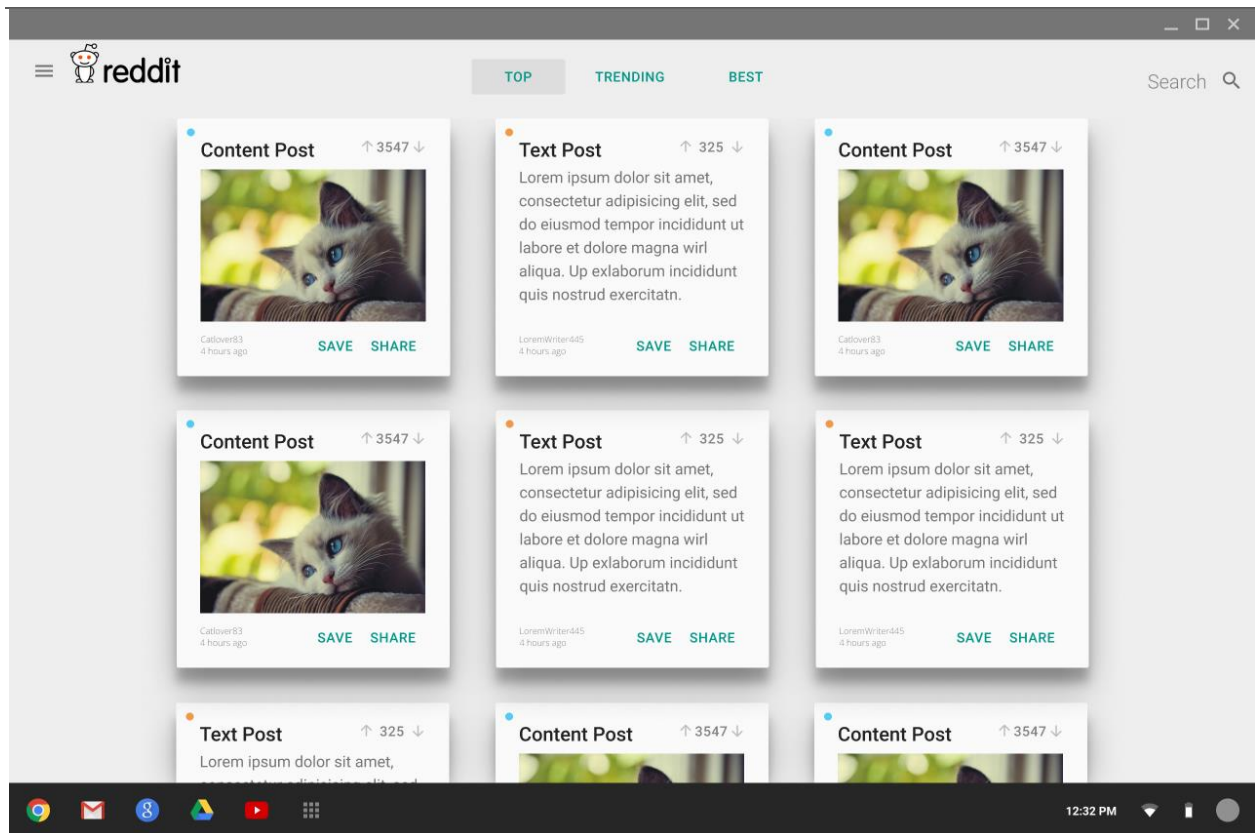 reddit
TOP TRENDING BEST
Search
Content Post 3547
Catlover83
4 hours ago
SAVE SHARE
Text Post 325
Lorem ipsum dolor sit amet,
consectetur adipisicing elit, sed
do eiusmod tempor incididunt ut
labore et dolore magna wirl
aliqua. Up exlaborum incididunt
quis nostrud exercitatn.
LoremWriter445
4 hours ago
SAVE SHARE
Content Post 3547
Catlover83
4 hours ago
SAVE SHARE
Content Post 3547
Catlover83
4 hours ago
SAVE SHARE
Text Post 325
Lorem ipsum dolor sit amet,
consectetur adipisicing elit, sed
do eiusmod tempor incididunt ut
labore et dolore magna wirl
aliqua. Up exlaborum incididunt
quis nostrud exercitatn.
LoremWriter445
4 hours ago
SAVE SHARE
Text Post 325
Lorem ipsum dolor sit amet,
consectetur adipisicing elit, sed
do eiusmod tempor incididunt ut
labore et dolore magna wirl
aliqua. Up exlaborum incididunt
quis nostrud exercitatn.
LoremWriter445
4 hours ago
SAVE SHARE
Text Post 325
Lorem ipsum dolor sit amet,
Content Post 3547
Content Post 3547
8
12:32 PM